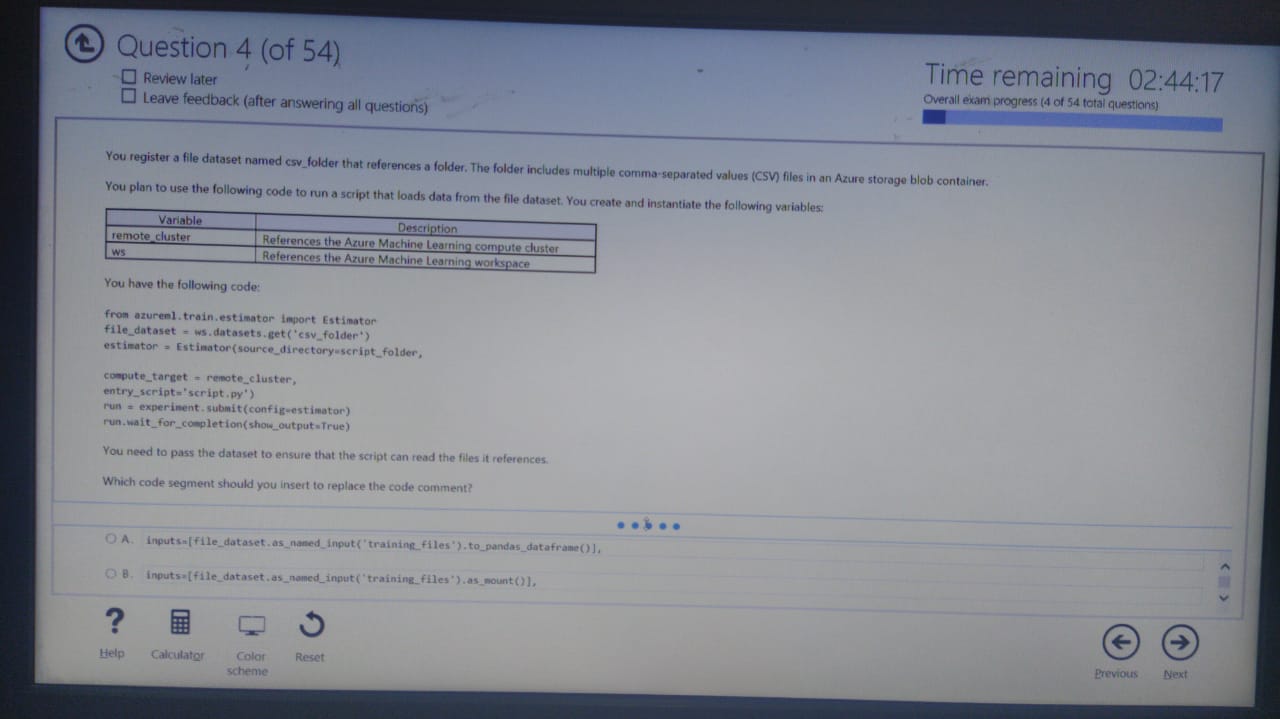 Question 4 (of 54)
Review later
Leave feedback (after answering all questions)
Time remaining 02:44:17
Overall exam progress (4 of 54 total questions)
You register a file dataset named csv_folder that references a folder. The folder includes multiple comma-separated values (CSV) files in an Azure storage blob container.
You plan to use the following code to run a script that loads data from the file dataset. You create and instantiate the following variables:
Variable Description
remote_cluster References the Azure Machine Learning compute cluster
ws References the Azure Machine Learning workspace
You have the following code:
from azureml.train.estimator import Estimator
file_dataset = ws.datasets.get('csv_folder')
estimator = Estimator(source_directory=script_folder,
compute_target = remote_cluster,
entry_script='script.py')
run = experiment.submit(config=estimator)
run.wait_for_completion(show_output=True)
You need to pass the dataset to ensure that the script can read the files it references.
Which code segment should you insert to replace the code comment?
A. inputs=[file_dataset.as_named_input('training_files').to_pandas_dataframe()],
B. inputs=[file_dataset.as_named_input('training_files').as_mount()],
? Help
Calculator
Color scheme
Reset
Previous
Next